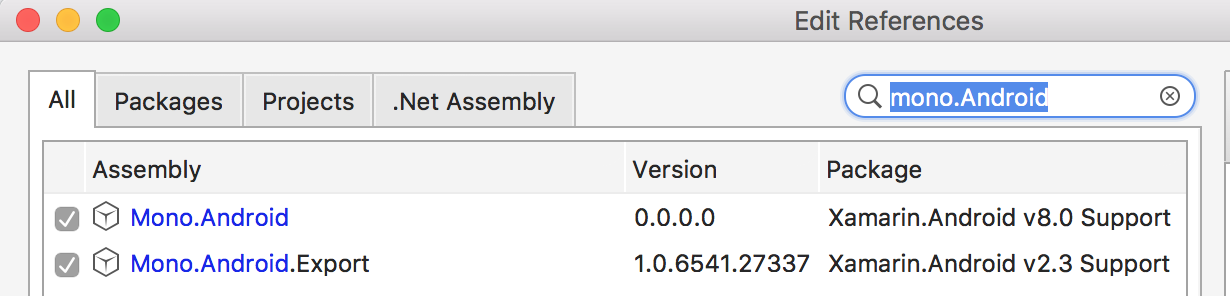 Edit References
All Packages Projects .Net Assembly mono.Android
Assembly Version Package
Mono.Android 0.0.0.0 Xamarin.Android v8.0 Support
Mono.Android.Export 1.0.6541.27337 Xamarin.Android v2.3 Support